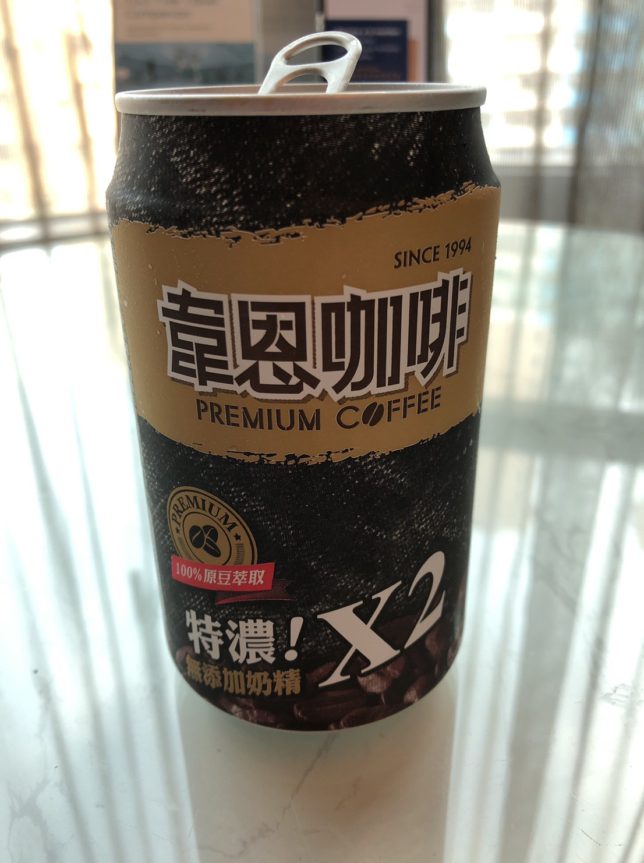 SINCE 1994
韋恩咖啡
PREMIUM COFFEE
PREMIUM
100%原豆萃取
特濃!X2
無添加奶精